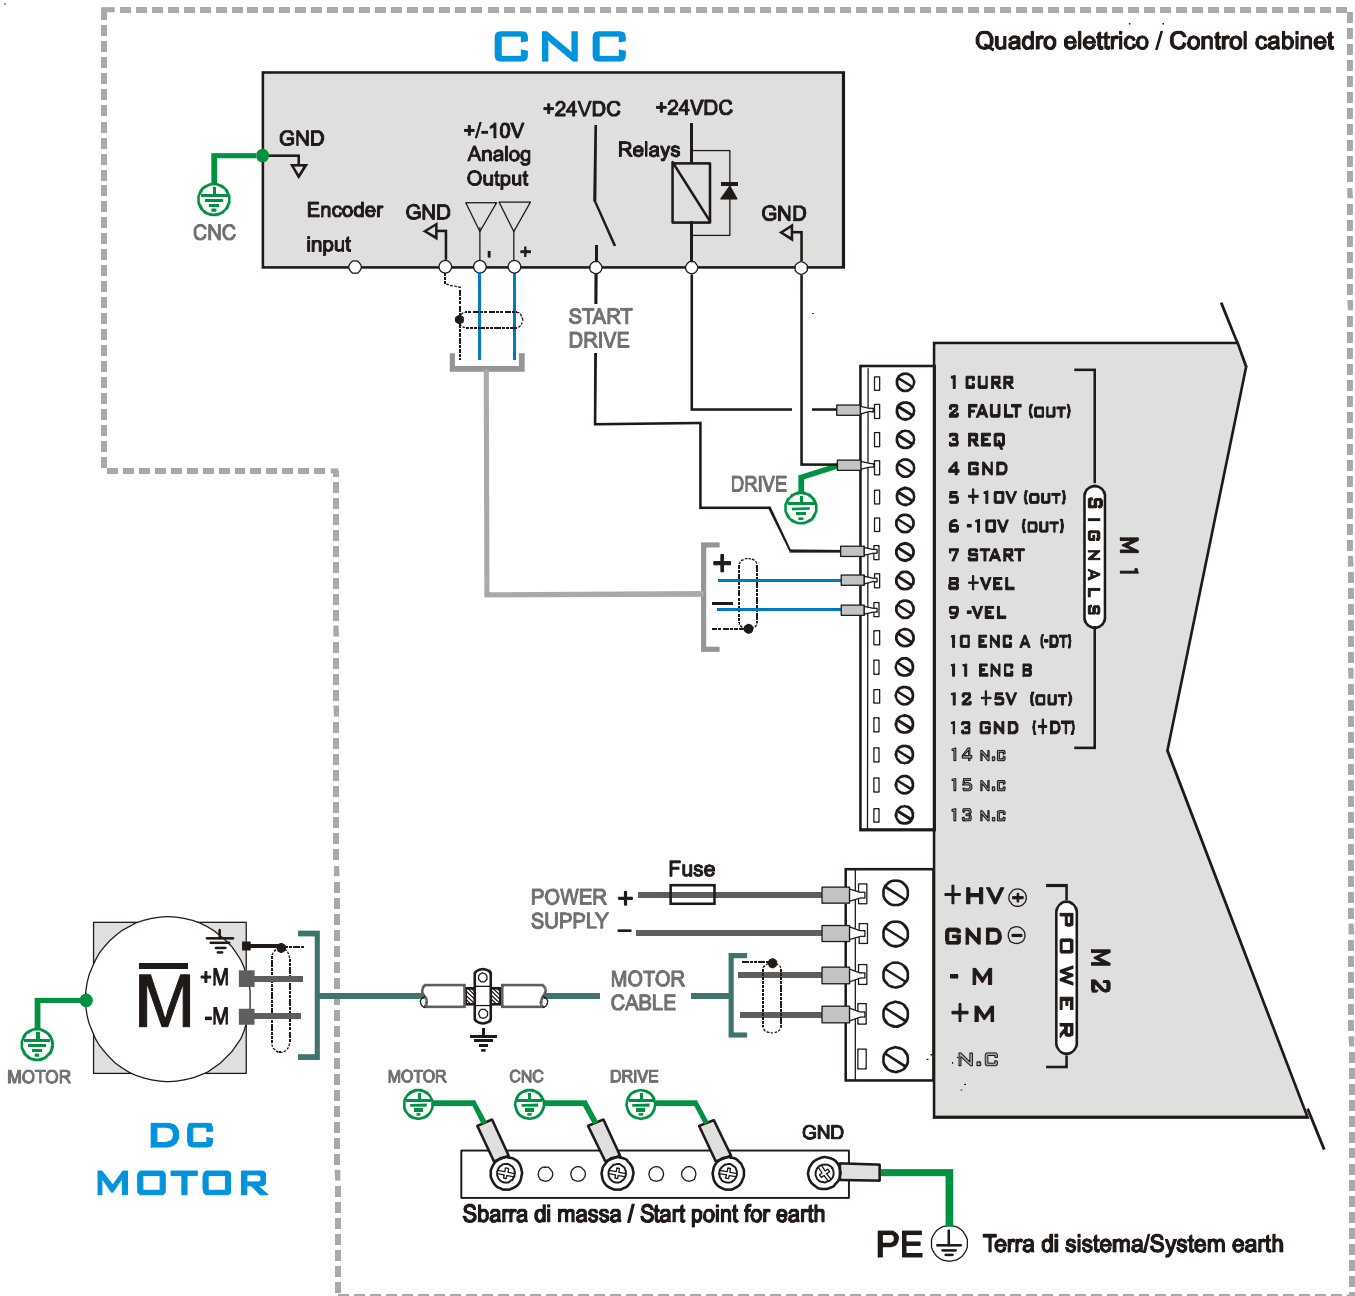 Quadro elettrico / Control cabinet
CNC
+24VDC
+24VDC
GND
+/-10V
Analog
Output
Relays
Encoder
input
GND
GND
CNC
- +
START
DRIVE
1 CURR
2 FAULT (OUT)
3 REQ
4 GND
DRIVE
5 +10V (OUT)
6 -10V (OUT)
7 START
8 +VEL
9 -VEL
10 ENC A (-DT)
11 ENC B
12 +5V (OUT)
13 GND (+DT)
14 N.C
15 N.C
13 N.C
SIGNALS
M 1
+
−
Fuse
POWER
SUPPLY
+
−
+HV +
GND −
- M
+M
N.C
POWER
M 2
MOTOR
CABLE
+M
-M
M
MOTOR
DC
MOTOR
MOTOR
CNC
DRIVE
GND
Sbarra di massa / Start point for earth
PE
Terra di sistema/System earth